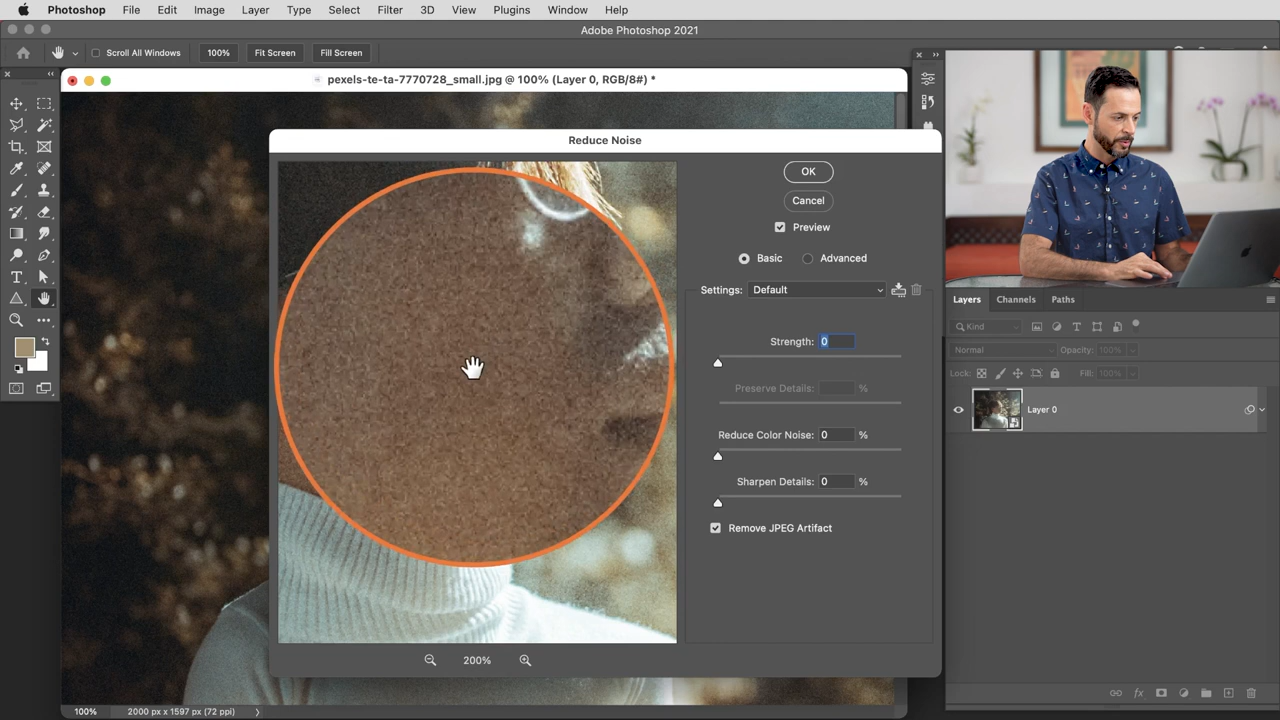 Photoshop File Edit Image Layer Type Select Filter 3D View Plugins Window Help
Adobe Photoshop 2021
Scroll All Windows 100% Fit Screen Fill Screen
pexels-te-ta-7770728_small.jpg @ 100% (Layer 0, RGB/8#) *
Reduce Noise
OK
Cancel
Preview
Basic Advanced
Settings: Default
Strength: 0
Preserve Details: %
Reduce Color Noise: 0 %
Sharpen Details: 0 %
Remove JPEG Artifact
200%
100% 2000 px x 1597 px (72 ppi)
Layers Channels Paths
Kind
Normal Opacity: 100%
Lock: Fill: 100%
Layer 0
fx